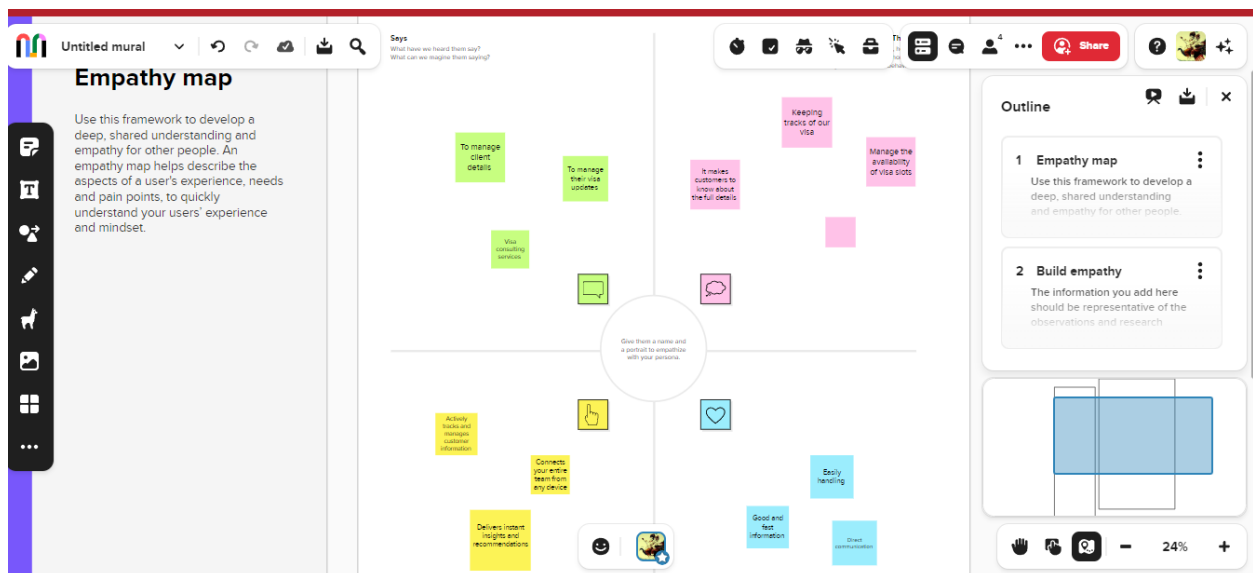 Untitled mural
4
Share
Empathy map
Use this framework to develop a
deep, shared understanding and
empathy for other people. An
empathy map helps describe the
aspects of a user's experience, needs
and pain points, to quickly
understand your users' experience
and mindset.
Says
What have we heard them say?
What can we imagine them saying?
Th
To manage
client
details
To manage
their visa
updates
Visa
consulting
services
Keeping
tracks of our
visa
It makes
customers to
know about
the full details
Manage the
availability
of visa slots
Give them a name and
a portrait to empathize
with your persona.
Actively
tracks and
manages
customer
information
Connects
your entire
team from
any device
Delivers instant
insights and
recommendations
Easily
handling
Good and
fast
information
Direct
communication
Outline
1 Empathy map
Use this framework to develop a
deep, shared understanding
and empathy for other people.
2 Build empathy
The information you add here
should be representative of the
observations and research
24%